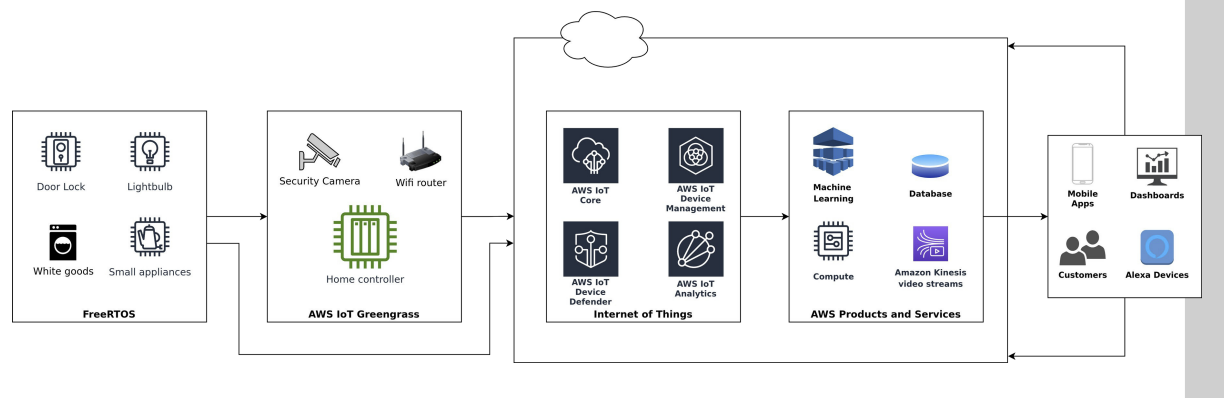 Door Lock
Lightbulb
White goods
Small appliances
FreeRTOS
Security Camera
Wifi router
Home controller
AWS IoT Greengrass
AWS IoT
Core
AWS IoT
Device
Management
AWS IoT
Device
Defender
AWS IoT
Analytics
Internet of Things
Machine
Learning
Database
Compute
Amazon Kinesis
video streams
AWS Products and Services
Mobile
Apps
Dashboards
Customers
Alexa Devices